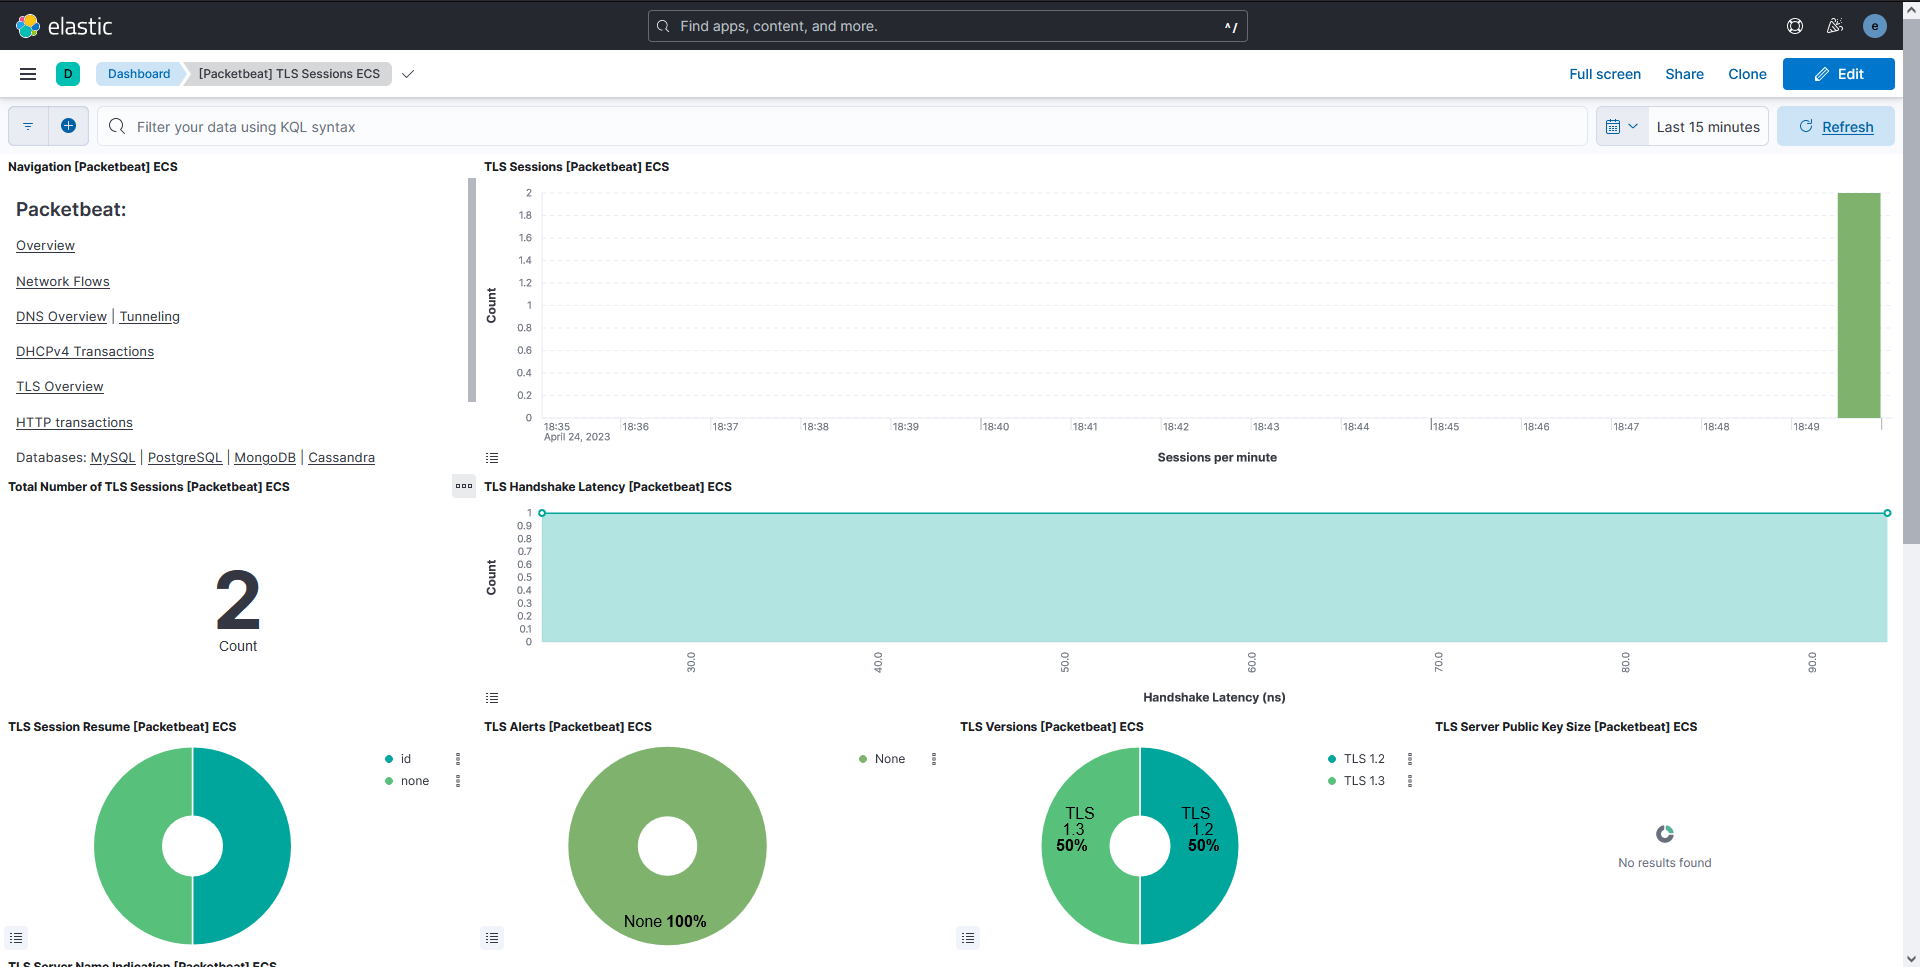 elastic
Find apps, content, and more.
^/
e
D
Dashboard
[Packetbeat] TLS Sessions ECS
Full screen
Share
Clone
Edit
Filter your data using KQL syntax
Last 15 minutes
Refresh
Navigation [Packetbeat] ECS
Packetbeat:
Overview
Network Flows
DNS Overview | Tunneling
DHCPv4 Transactions
TLS Overview
HTTP transactions
Databases: MySQL | PostgreSQL | MongoDB | Cassandra
TLS Sessions [Packetbeat] ECS
2
1.8
1.6
1.4
1.2
1
0.8
0.6
0.4
0.2
0
Count
18:35
April 24, 2023
18:36
18:37
18:38
18:39
18:40
18:41
18:42
18:43
18:44
18:45
18:46
18:47
18:48
18:49
Sessions per minute
Total Number of TLS Sessions [Packetbeat] ECS
2
Count
TLS Handshake Latency [Packetbeat] ECS
1
0.9
0.8
0.7
0.6
0.5
0.4
0.3
0.2
0.1
0
Count
30.0
40.0
50.0
60.0
70.0
80.0
90.0
Handshake Latency (ns)
TLS Session Resume [Packetbeat] ECS
id
none
TLS Alerts [Packetbeat] ECS
None
None 100%
TLS Versions [Packetbeat] ECS
TLS 1.2
TLS 1.3
TLS
1.3
50%
TLS
1.2
50%
TLS Server Public Key Size [Packetbeat] ECS
No results found
TLS Server Name Indication [Packetbeat] ECS